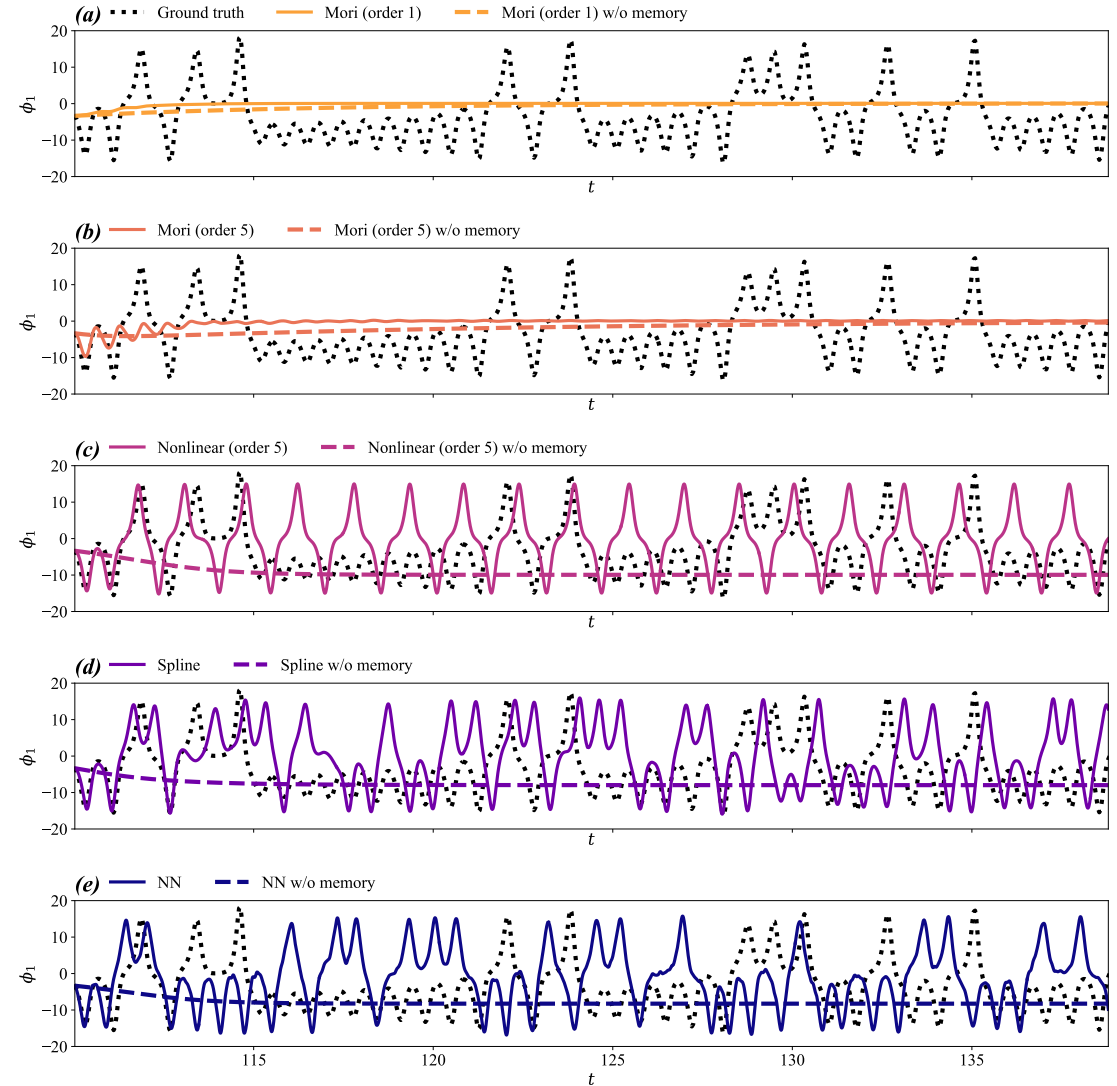 (a) Ground truth Mori (order 1) Mori (order 1) w/o memory
20
10
0
−10
−20
ϕ1
t
(b) Mori (order 5) Mori (order 5) w/o memory
20
10
0
−10
−20
ϕ1
t
(c) Nonlinear (order 5) Nonlinear (order 5) w/o memory
20
10
0
−10
−20
ϕ1
t
(d) Spline Spline w/o memory
20
10
0
−10
−20
ϕ1
t
(e) NN NN w/o memory
20
10
0
−10
−20
ϕ1
115 120 125 130 135
t